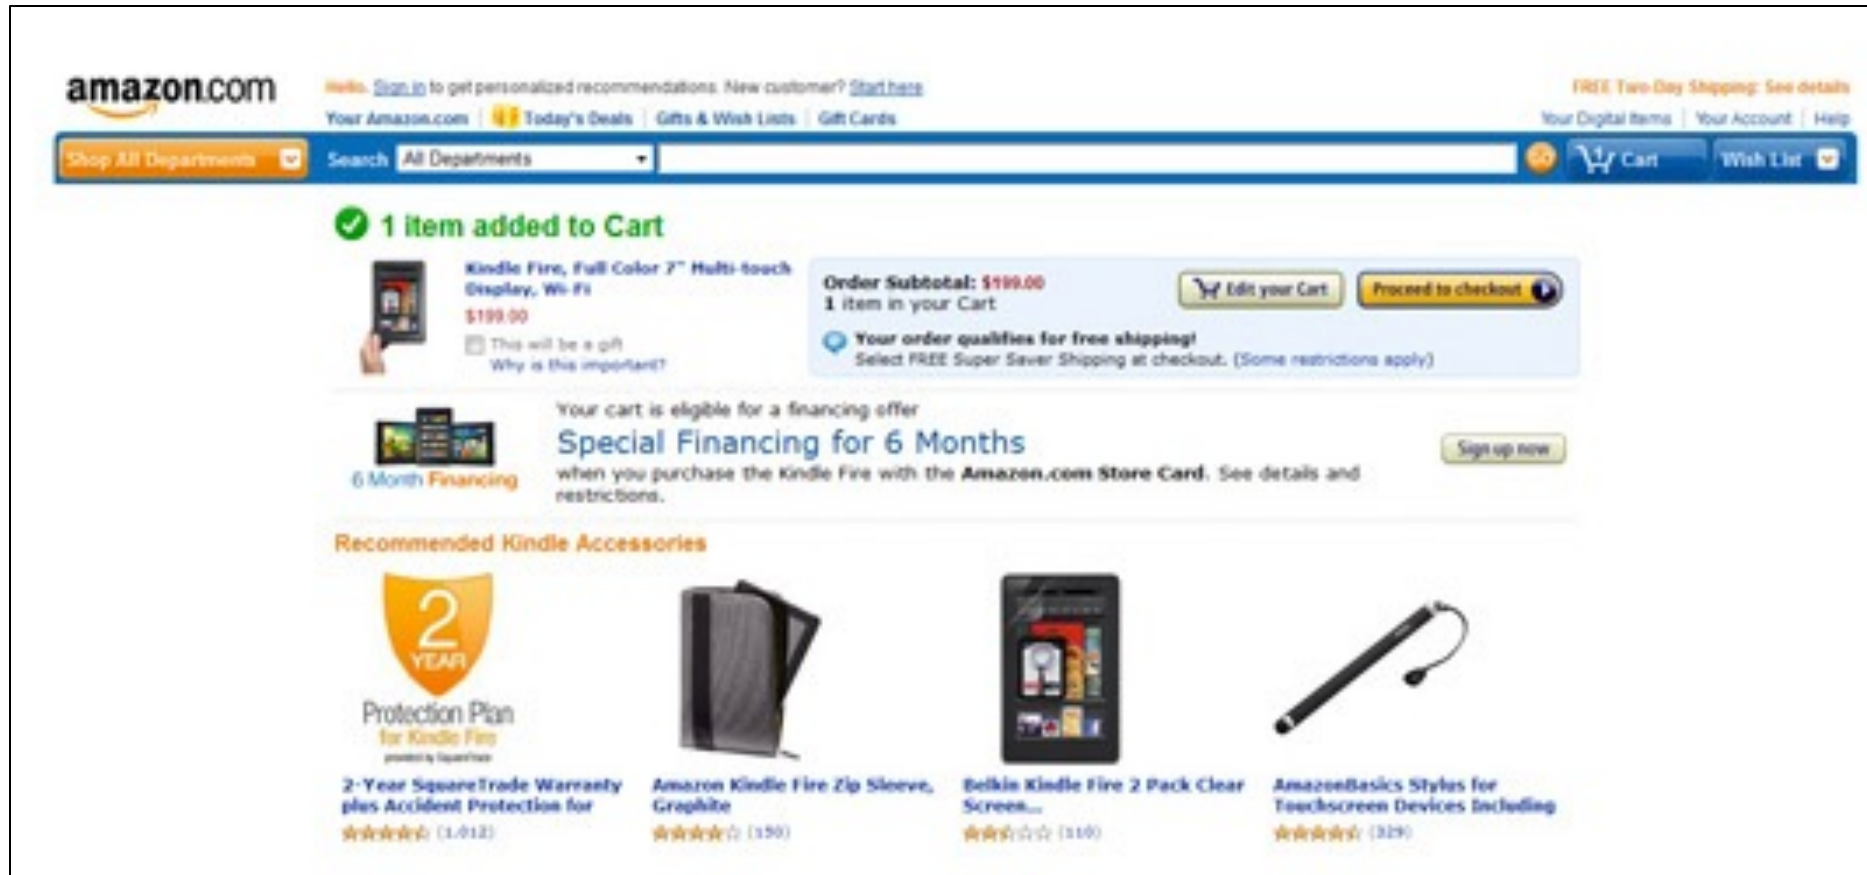 amazon.com
Hello. Sign in to get personalized recommendations. New customer? Start here
FREE Two-Day Shipping: See details
Your Amazon.com Today's Deals Gifts & Wish Lists Gift Cards
Your Digital Items Your Account Help
Shop All Departments Search All Departments GO Cart Wish List
1 item added to Cart
Kindle Fire, Full Color 7" Multi-touch
Display, Wi-Fi
$199.00
This will be a gift
Why is this important?
Order Subtotal: $199.00
1 item in your Cart
Edit your Cart Proceed to checkout
Your order qualifies for free shipping!
Select FREE Super Saver Shipping at checkout. (Some restrictions apply)
6 Month Financing
Your cart is eligible for a financing offer
Special Financing for 6 Months
when you purchase the Kindle Fire with the Amazon.com Store Card. See details and
restrictions.
Sign up now
Recommended Kindle Accessories
2
YEAR
Protection Plan
for Kindle Fire
provided by SquareTrade
2-Year SquareTrade Warranty
plus Accident Protection for
(1,012)
Amazon Kindle Fire Zip Sleeve,
Graphite
(150)
Belkin Kindle Fire 2 Pack Clear
Screen...
(110)
AmazonBasics Stylus for
Touchscreen Devices Including
(329)